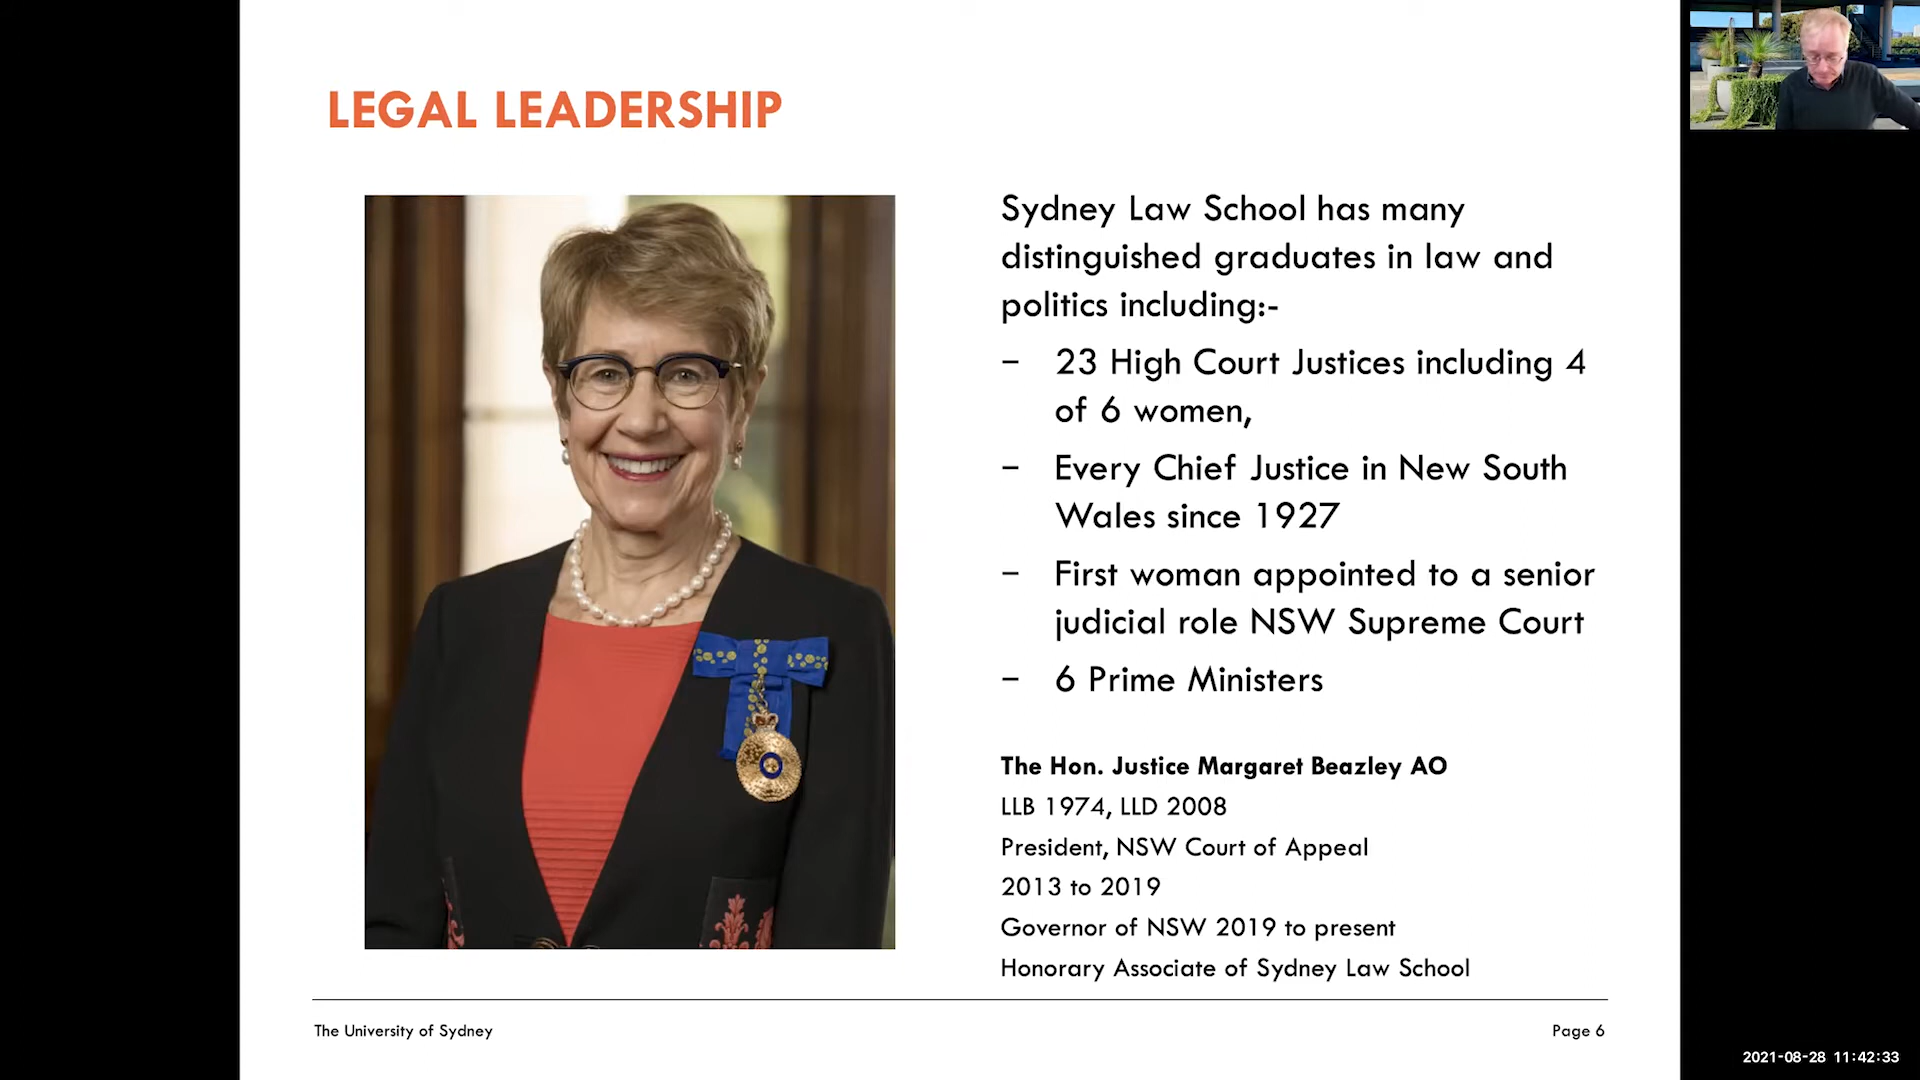 LEGAL LEADERSHIP
Sydney Law School has many
distinguished graduates in law and
politics including:-
– 23 High Court Justices including 4
of 6 women,
– Every Chief Justice in New South
Wales since 1927
– First woman appointed to a senior
judicial role NSW Supreme Court
– 6 Prime Ministers
The Hon. Justice Margaret Beazley AO
LLB 1974, LLD 2008
President, NSW Court of Appeal
2013 to 2019
Governor of NSW 2019 to present
Honorary Associate of Sydney Law School
The University of Sydney
Page 6
2021-08-28 11:42:33